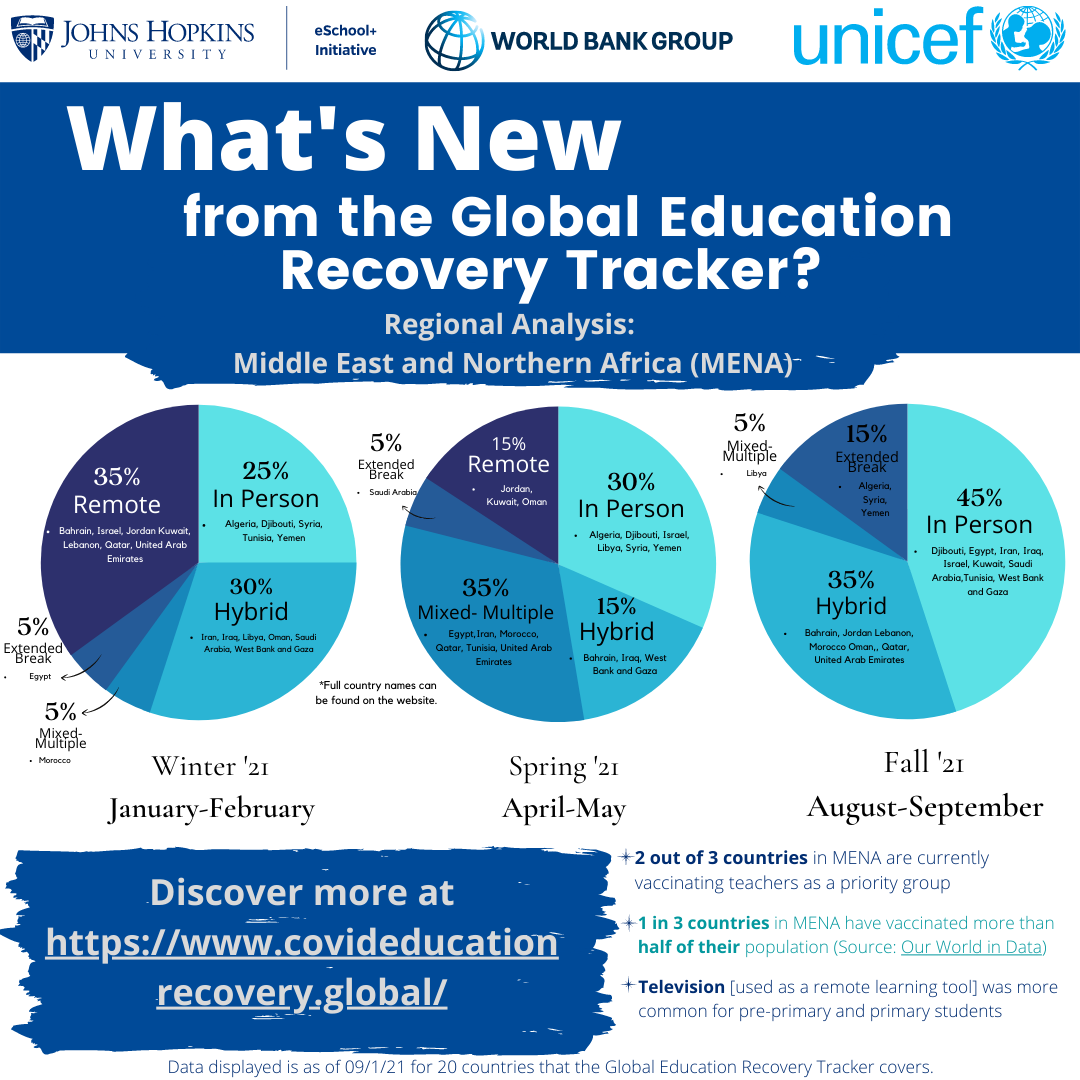 JOHNS HOPKINS
UNIVERSITY
eSchool+
Initiative
WORLD BANK GROUP
unicef
What's New
from the Global Education
Recovery Tracker?
Regional Analysis:
Middle East and Northern Africa (MENA)
35%
Remote
• Bahrain, Israel, Jordan Kuwait,
Lebanon, Qatar, United Arab
Emirates
25%
In Person
• Algeria, Djibouti, Syria,
Tunisia, Yemen
30%
Hybrid
• Iran, Iraq, Libya, Oman, Saudi
Arabia, West Bank and Gaza
5%
Extended
Break
• Egypt
5%
Mixed-
Multiple
• Morocco
*Full country names can
be found on the website.
Winter '21
January-February
5%
Extended
Break
• Saudi Arabia
15%
Remote
• Jordan,
Kuwait, Oman
30%
In Person
• Algeria, Djibouti, Israel,
Libya, Syria, Yemen
35%
Mixed- Multiple
• Egypt,Iran, Morocco,
Qatar, Tunisia, United Arab
Emirates
15%
Hybrid
• Bahrain, Iraq, West
Bank and Gaza
Spring '21
April-May
5%
Mixed-
Multiple
• Libya
15%
Extended
Break
• Algeria,
Syria,
Yemen
45%
In Person
• Djibouti, Egypt, Iran, Iraq,
Israel, Kuwait, Saudi
Arabia,Tunisia, West Bank
and Gaza
35%
Hybrid
• Bahrain, Jordan Lebanon,
Morocco Oman,, Qatar,
United Arab Emirates
Fall '21
August-September
Discover more at
https://www.covideducation
recovery.global/
2 out of 3 countries in MENA are currently
vaccinating teachers as a priority group
1 in 3 countries in MENA have vaccinated more than
half of their population (Source: Our World in Data)
Television [used as a remote learning tool] was more
common for pre-primary and primary students
Data displayed is as of 09/1/21 for 20 countries that the Global Education Recovery Tracker covers.